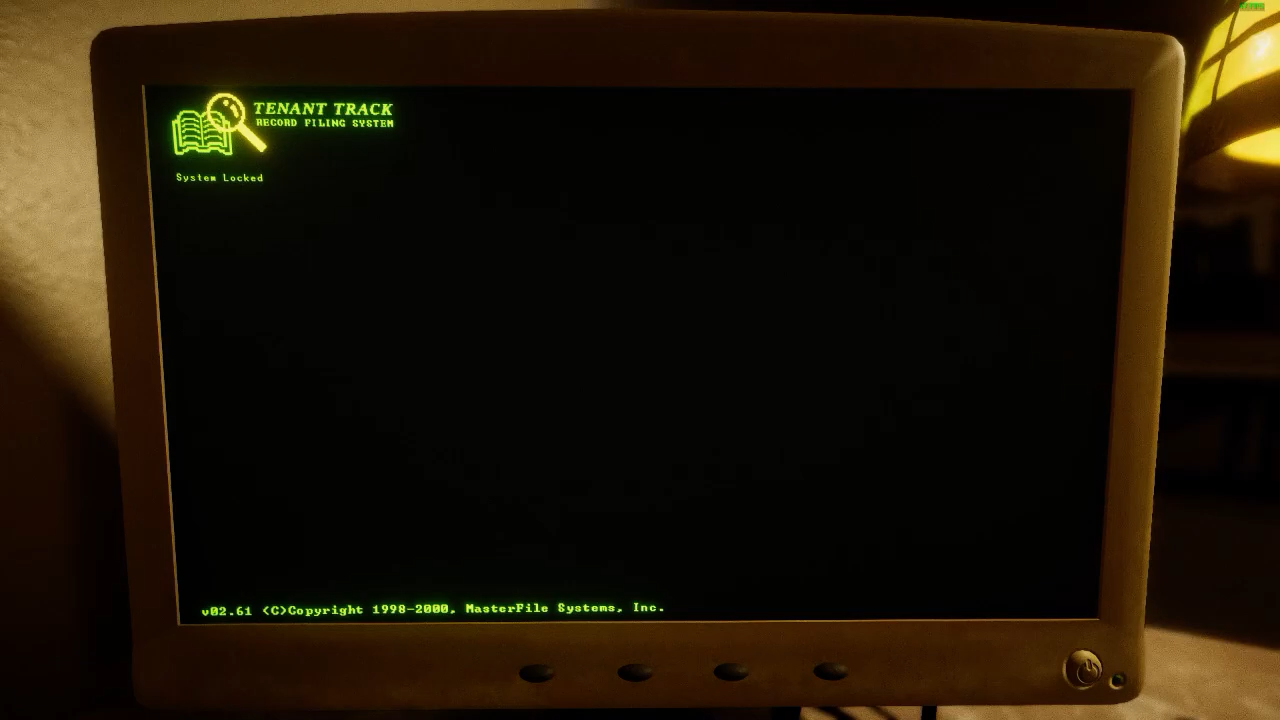 TENANT TRACK
RECORD FILING SYSTEM
System Locked
v02.61 <C>Copyright 1998-2000, MasterFile Systems, Inc.